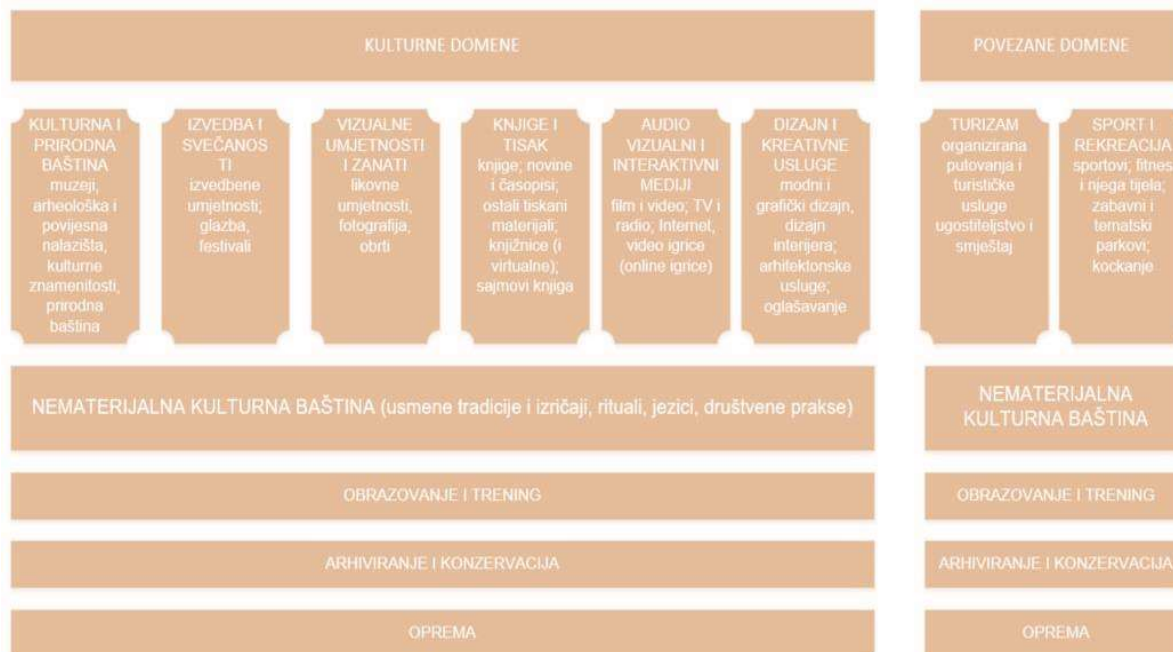 KULTURNE DOMENE
POVEZANE DOMENE
KULTURNA I
PRIRODNA
BAŠTINA
muzeji,
arheološka i
povijesna
nalazišta,
kulturne
znamenitosti,
prirodna
baština
IZVEDBA I
SVEČANOS
TI
izvedbene
umjetnosti;
glazba,
festivali
VIZUALNE
UMJETNOSTI
I ZANATI
likovne
umjetnosti,
fotografija,
obrti
KNJIGE I
TISAK
knjige; novine
i časopisi;
ostali tiskani
materijali;
knjižnice (i
virtualne);
sajmovi knjiga
AUDIO
VIZUALNI I
INTERAKTIVNI
MEDIJI
film i video; TV i
radio; Internet,
video igrice
(online igrice)
DIZAJN I
KREATIVNE
USLUGE
modni i
grafički dizajn,
dizajn
interijera;
arhitektonske
usluge;
oglašavanje
TURIZAM
organizirana
putovanja i
turističke
usluge
ugostiteljstvo i
smještaj
SPORT I
REKREACIJA
sportovi; fitnes
i njega tijela;
zabavni i
tematski
parkovi;
kockanje
NEMATERIJALNA KULTURNA BAŠTINA (usmene tradicije i izričaji, rituali, jezici, društvene prakse)
NEMATERIJALNA
KULTURNA BAŠTINA
OBRAZOVANJE I TRENING
OBRAZOVANJE I TRENING
ARHIVIRANJE I KONZERVACIJA
ARHIVIRANJE I KONZERVACIJA
OPREMA
OPREMA